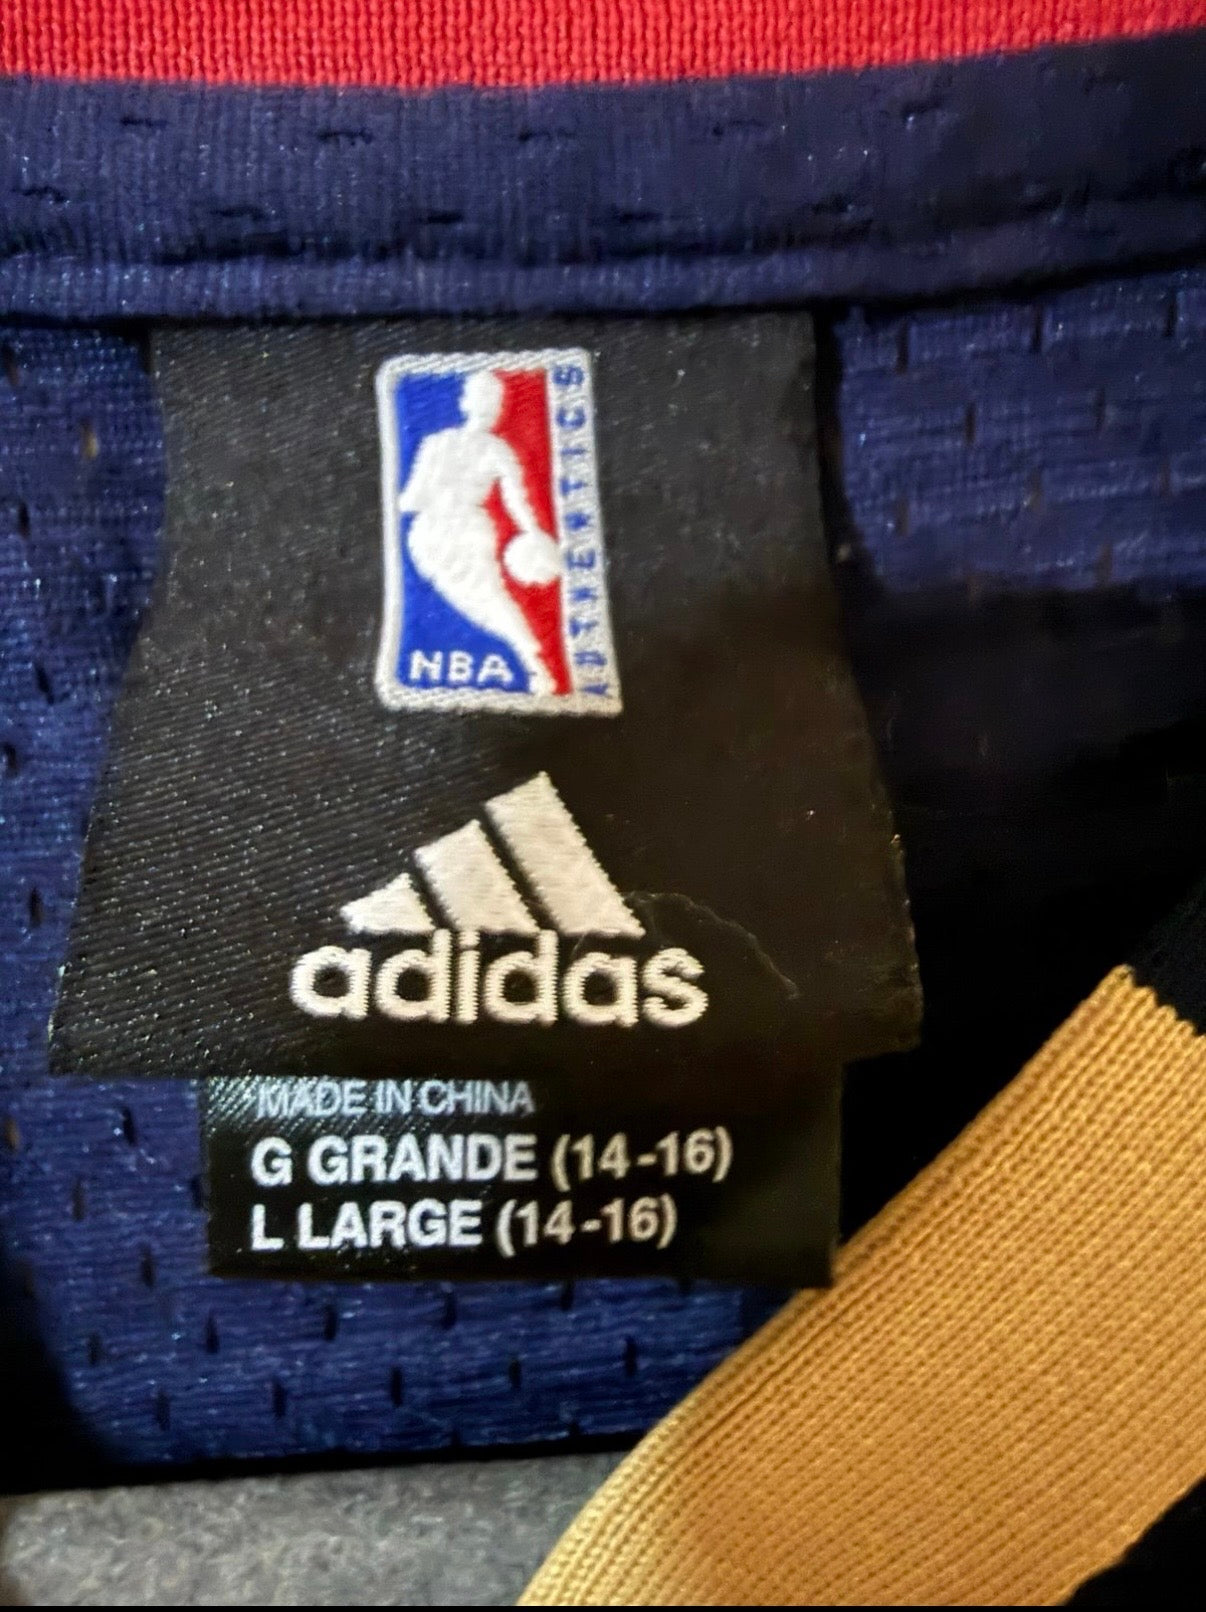 NBA
AUTHENTICS
adidas
MADE IN CHINA
G GRANDE (14-16)
L LARGE (14-16)